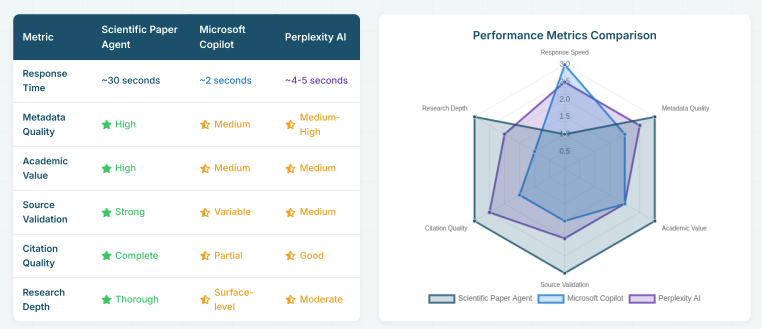 Metric
Scientific Paper
Agent
Microsoft
Copilot
Perplexity AI
Response
Time
~30 seconds
~2 seconds
~4-5 seconds
Metadata
Quality
High
Medium
Medium-
High
Academic
Value
High
Medium
Medium
Source
Validation
Strong
Variable
Medium
Citation
Quality
Complete
Partial
Good
Research
Depth
Thorough
Surface-
level
Moderate
Performance Metrics Comparison
Response Speed
3.0
2.5
2.0
1.5
1.0
0.5
Research Depth
Metadata Quality
Citation Quality
Academic Value
Source Validation
Scientific Paper Agent
Microsoft Copilot
Perplexity AI